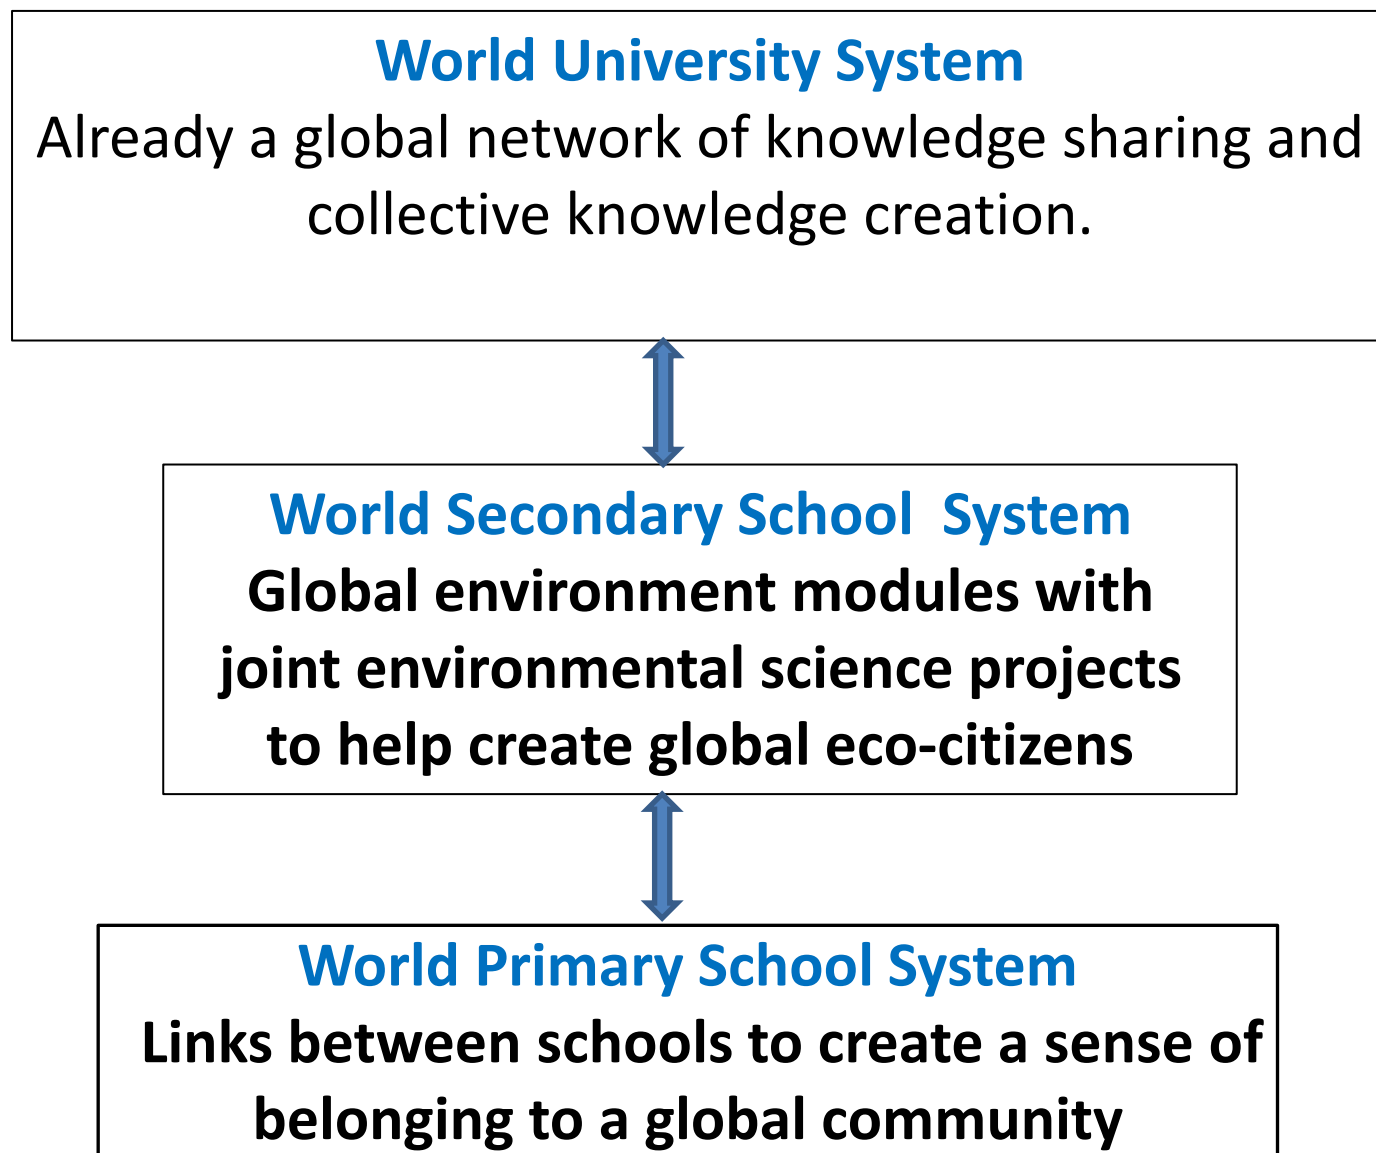 World University System
Already a global network of knowledge sharing and
collective knowledge creation.
World Secondary School  System
Global environment modules with
joint environmental science projects
to help create global eco-citizens
World Primary School System
Links between schools to create a sense of
belonging to a global community